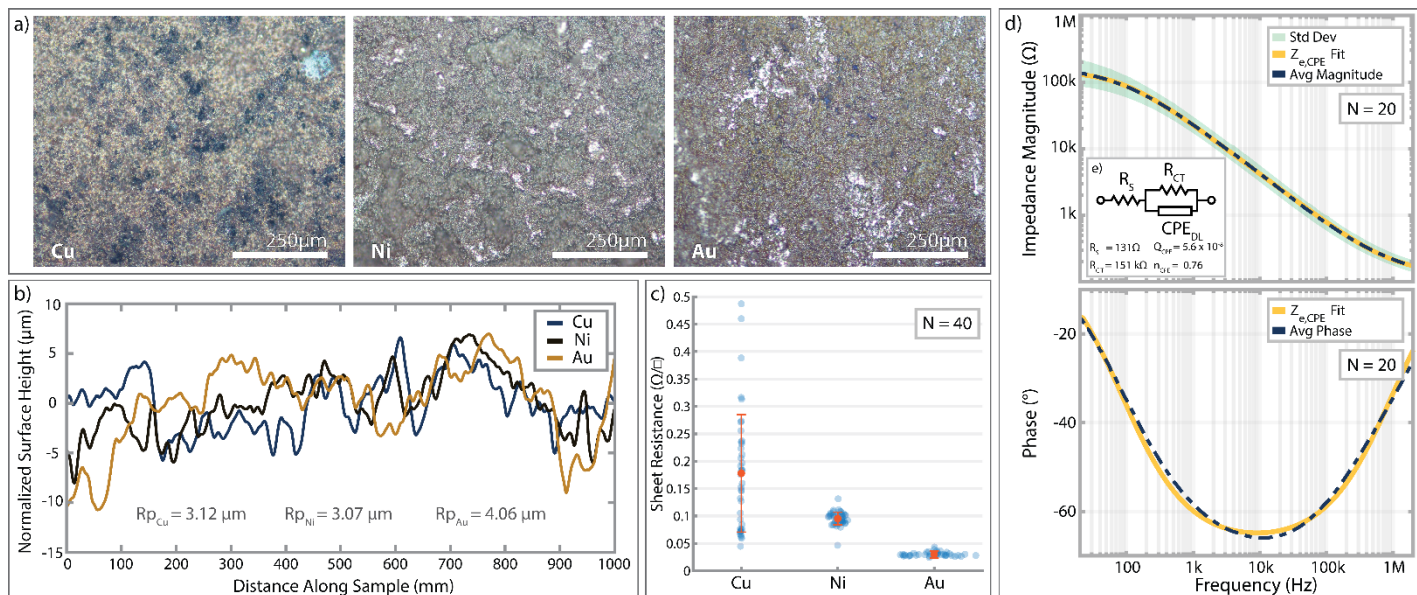 a)
Cu
250µm
Ni
250µm
Au
250µm
b)
Normalized Surface Height (µm)
10
5
0
-5
-10
-15
Cu
Ni
Au
Rp_Cu = 3.12 µm
Rp_Ni = 3.07 µm
Rp_Au = 4.06 µm
0 100 200 300 400 500 600 700 800 900 1000
Distance Along Sample (mm)
c)
Sheet Resistance (Ω/□)
0.5
0.45
0.4
0.35
0.3
0.25
0.2
0.15
0.1
0.05
0
N = 40
Cu Ni Au
d)
Impedance Magnitude (Ω)
1M
100k
10k
1k
Std Dev
Z_e,CPE Fit
Avg Magnitude
N = 20
e)
R_S
R_CT
CPE_DL
R_S = 131Ω Q_CPE = 5.6 x 10⁻⁸
R_CT = 151 kΩ n_CPE = 0.76
Phase (°)
-20
-40
-60
Z_e,CPE Fit
Avg Phase
N = 20
100 1k 10k 100k 1M
Frequency (Hz)